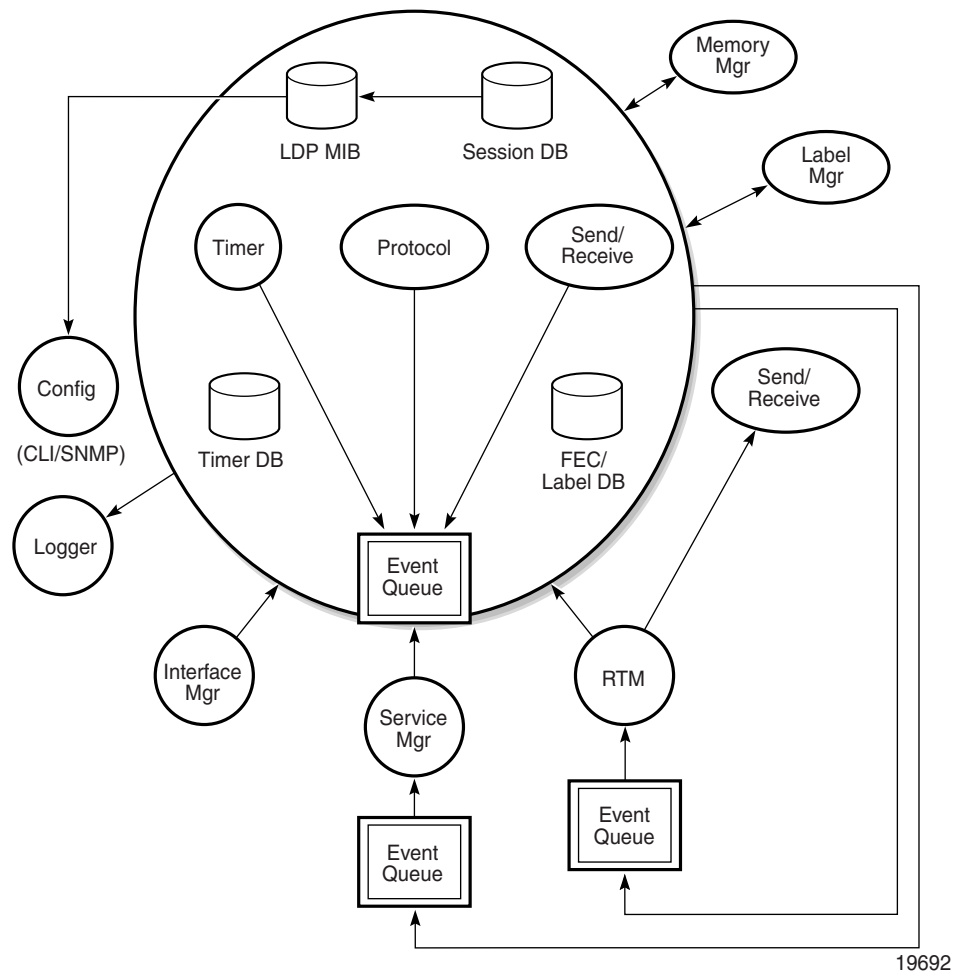 Memory
Mgr
LDP MIB
Session DB
Label
Mgr
Timer
Protocol
Send/
Receive
Config
(CLI/SNMP)
Timer DB
FEC/
Label DB
Send/
Receive
Logger
Event
Queue
Interface
Mgr
Service
Mgr
RTM
Event
Queue
Event
Queue
19692